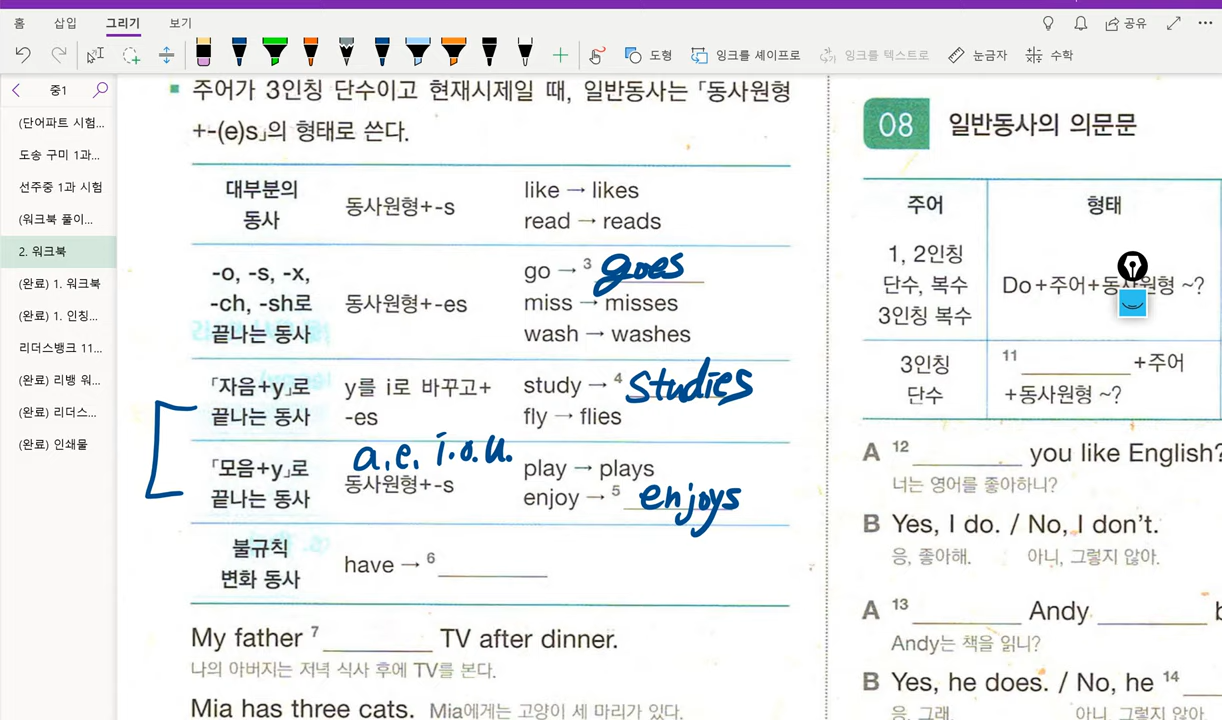 홈 삽입 그리기 보기
공유
도형 잉크를 셰이프로 잉크를 텍스트로 눈금자 수학
중1
(단어파트 시험...
도송 구미 1과...
선주중 1과 시험
(워크북 풀이...
2. 워크북
(완료) 1. 워크북
(완료) 1. 인칭...
리더스뱅크 11...
(완료) 리뱅 워...
(완료) 리더스...
(완료) 인쇄물
주어가 3인칭 단수이고 현재시제일 때, 일반동사는 「동사원형
+-(e)s」의 형태로 쓴다.
대부분의
동사
동사원형+-s
like → likes
read → reads
-o, -s, -x,
-ch, -sh로
끝나는 동사
동사원형+-es
go → 3 goes
miss → misses
wash → washes
「자음+y」로
끝나는 동사
y를 i로 바꾸고+
-es
study → 4 studies
fly → flies
「모음+y」로
끝나는 동사
a, e, i, o, u.
동사원형+-s
play → plays
enjoy → 5 enjoys
불규칙
변화 동사
have → 6
My father 7 ________ TV after dinner.
나의 아버지는 저녁 식사 후에 TV를 본다.
Mia has three cats. Mia에게는 고양이 세 마리가 있다.
08 일반동사의 의문문
주어 형태
1, 2인칭
단수, 복수
3인칭 복수
Do+주어+동사원형 ~?
3인칭
단수
11 ________ +주어
+동사원형 ~?
A 12 ________ you like English?
너는 영어를 좋아하니?
B Yes, I do. / No, I don't.
응, 좋아해. 아니, 그렇지 않아.
A 13 ________ Andy ________
Andy는 책을 읽니?
B Yes, he does. / No, he 14
응, 그래. 아니, 그렇지 않아